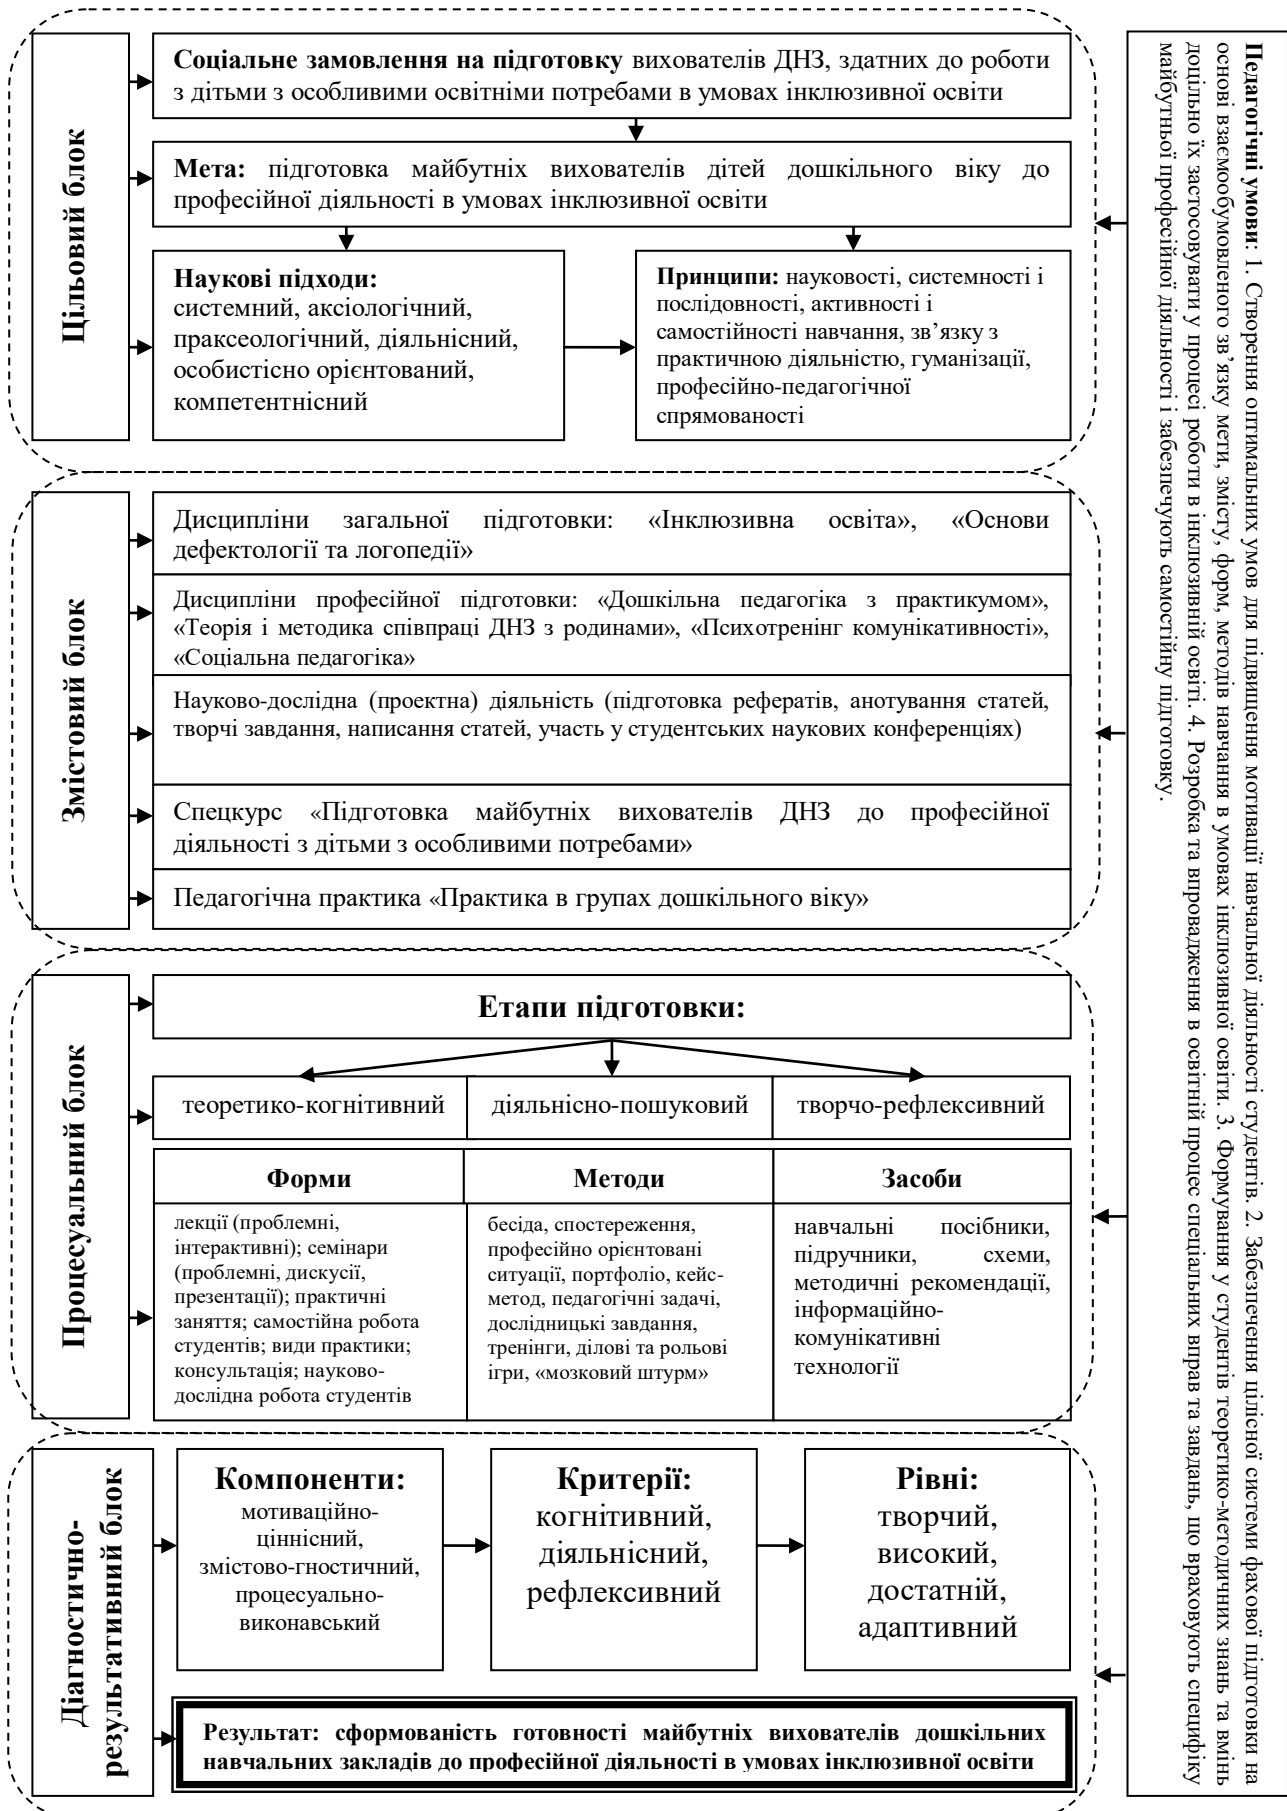 Цільовий блок
Соціальне замовлення на підготовку вихователів ДНЗ, здатних до роботи
з дітьми з особливими освітніми потребами в умовах інклюзивної освіти
Мета: підготовка майбутніх вихователів дітей дошкільного віку до
професійної діяльності в умовах інклюзивної освіти
Наукові підходи:
системний, аксіологічний,
праксеологічний, діяльнісний,
особистісно орієнтований,
компетентнісний
Принципи: науковості, системності і
послідовності, активності і
самостійності навчання, зв’язку з
практичною діяльністю, гуманізації,
професійно-педагогічної
спрямованості
Змістовий блок
Дисципліни загальної підготовки: «Інклюзивна освіта», «Основи
дефектології та логопедії»
Дисципліни професійної підготовки: «Дошкільна педагогіка з практикумом»,
«Теорія і методика співпраці ДНЗ з родинами», «Психотренінг комунікативності»,
«Соціальна педагогіка»
Науково-дослідна (проектна) діяльність (підготовка рефератів, анотування статей,
творчі завдання, написання статей, участь у студентських наукових конференціях)
Спецкурс «Підготовка майбутніх вихователів ДНЗ до професійної
діяльності з дітьми з особливими потребами»
Педагогічна практика «Практика в групах дошкільного віку»
Процесуальний блок
Етапи підготовки:
теоретико-когнітивний
діяльнісно-пошуковий
творчо-рефлексивний
Форми
лекції (проблемні,
інтерактивні); семінари
(проблемні, дискусії,
презентації); практичні
заняття; самостійна робота
студентів; види практики;
консультація; науково-
дослідна робота студентів
Методи
бесіда, спостереження,
професійно орієнтовані
ситуації, портфоліо, кейс-
метод, педагогічні задачі,
дослідницькі завдання,
тренінги, ділові та рольові
ігри, «мозковий штурм»
Засоби
навчальні посібники,
підручники, схеми,
методичні рекомендації,
інформаційно-
комунікативні
технології
Діагностично-
результативний блок
Компоненти:
мотиваційно-
ціннісний,
змістово-гностичний,
процесуально-
виконавський
Критерії:
когнітивний,
діяльнісний,
рефлексивний
Рівні:
творчий,
високий,
достатній,
адаптивний
Результат: сформованість готовності майбутніх вихователів дошкільних
навчальних закладів до професійної діяльності в умовах інклюзивної освіти
Педагогічні умови: 1. Створення оптимальних умов для підвищення мотивації навчальної діяльності студентів. 2. Забезпечення цілісної системи фахової підготовки на
основі взаємообумовленого зв’язку мети, змісту, форм, методів навчання в умовах інклюзивної освіти. 3. Формування у студентів теоретико-методичних знань та вмінь
доцільно їх застосовувати у процесі роботи в інклюзивній освіті. 4. Розробка та впровадження в освітній процес спеціальних вправ та завдань, що враховують специфіку
майбутньої професійної діяльності і забезпечують самостійну підготовку.